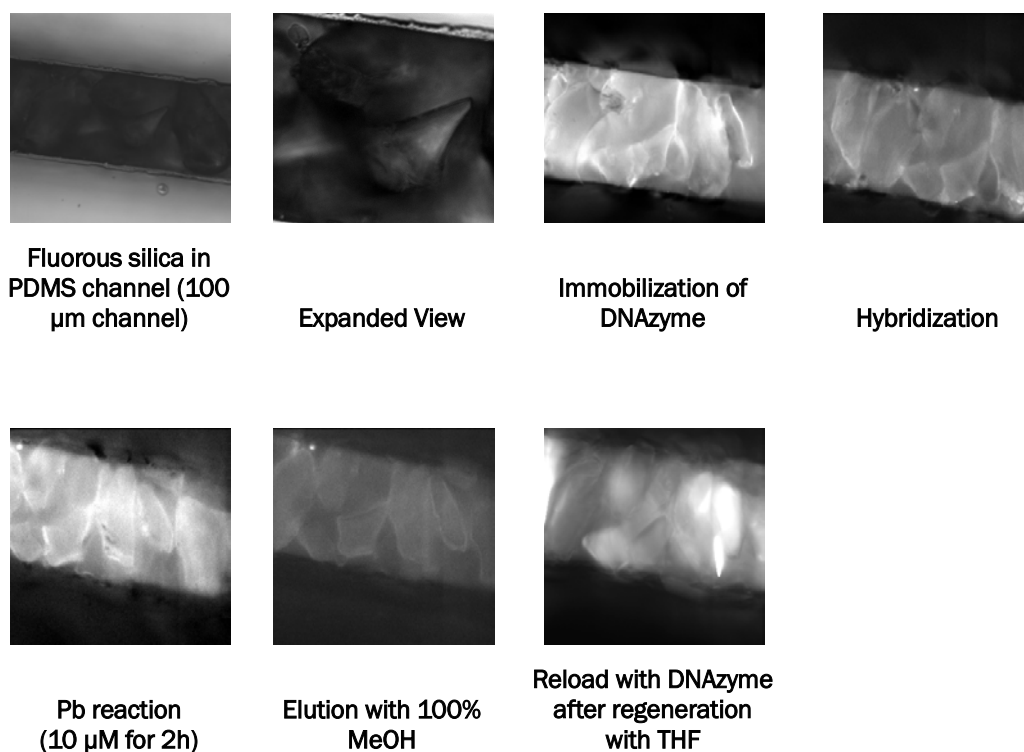 Fluorous silica in
PDMS channel (100
µm channel)
Expanded View
Immobilization of
DNAzyme
Hybridization
Pb reaction
(10 µM for 2h)
Elution with 100%
MeOH
Reload with DNAzyme
after regeneration
with THF